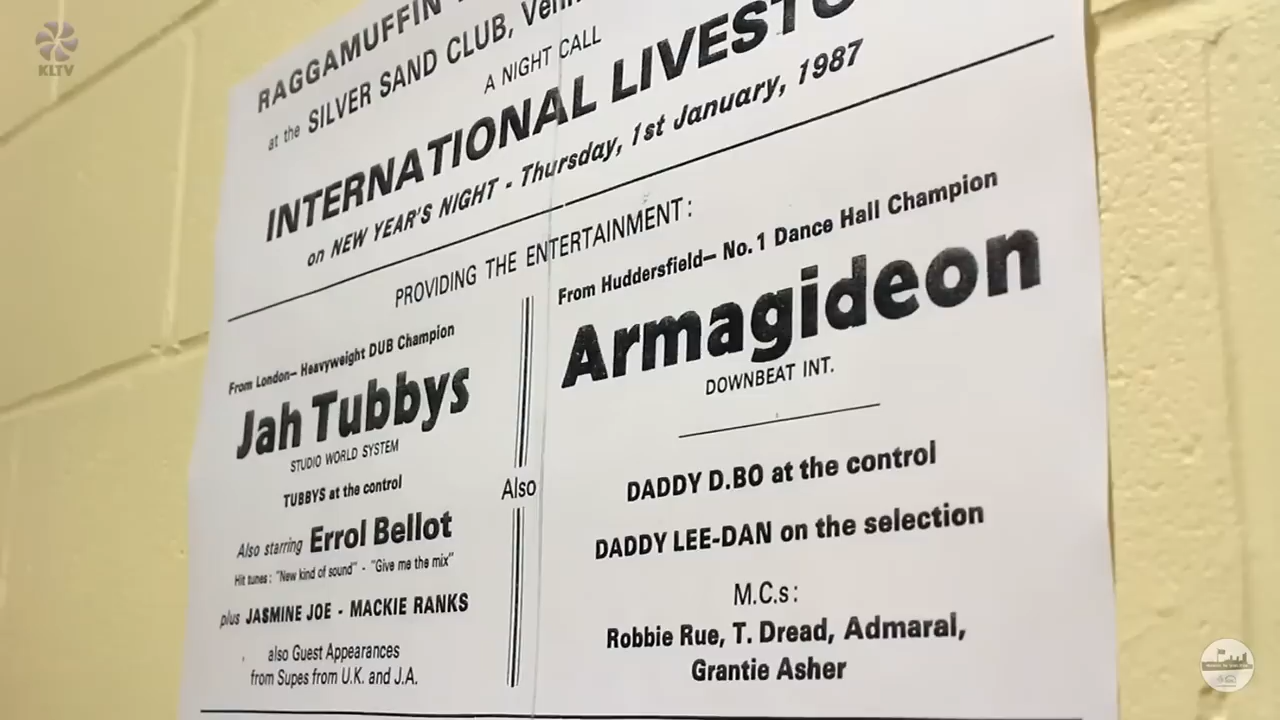 KLTV
RAGGAMUFFIN
at the SILVER SAND CLUB,
A NIGHT CALL
INTERNATIONAL
on NEW YEAR'S NIGHT - Thursday, 1st January, 1987
PROVIDING THE ENTERTAINMENT:
From London– Heavyweight DUB Champion
Jah Tubbys
STUDIO WORLD SYSTEM
TUBBYS at the control
Also starring Errol Bellot
Hit tunes: "New kind of sound" - "Give me the mix"
plus JASMINE JOE - MACKIE RANKS
also Guest Appearances
from Supes from U.K. and J.A.
Also
From Huddersfield– No. 1 Dance Hall Champion
Armagideon
DOWNBEAT INT.
DADDY D.BO at the control
DADDY LEE-DAN on the selection
M.C.s:
Robbie Rue, T. Dread, Admaral,
Grantie Asher